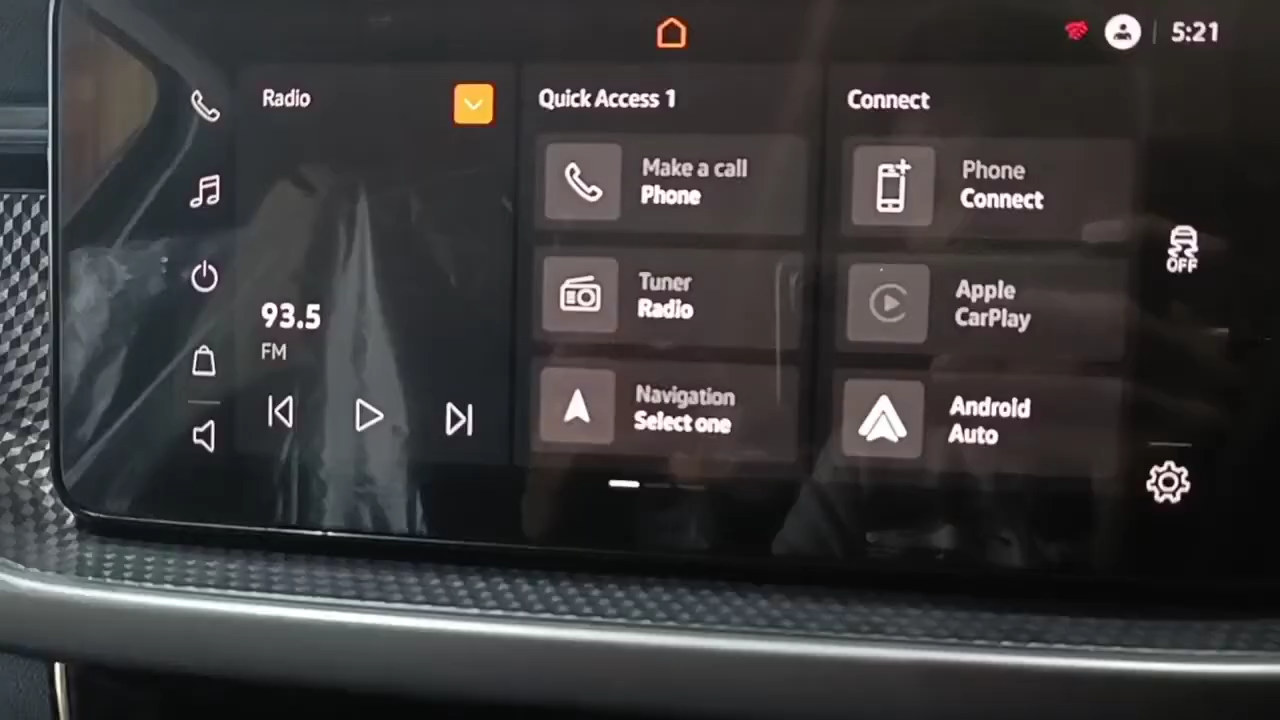 5:21
Radio
93.5
FM
Quick Access 1
Make a call
Phone
Tuner
Radio
Navigation
Select one
Connect
Phone
Connect
Apple
CarPlay
Android
Auto
OFF